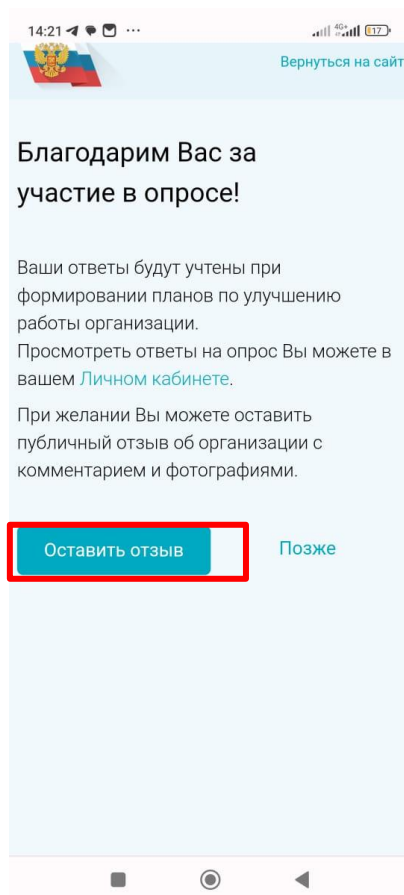 14:21 ... 4G+ 17
Вернуться на сайт
Благодарим Вас за
участие в опросе!
Ваши ответы будут учтены при
формировании планов по улучшению
работы организации.
Просмотреть ответы на опрос Вы можете в
вашем Личном кабинете.
При желании Вы можете оставить
публичный отзыв об организации с
комментарием и фотографиями.
Оставить отзыв Позже